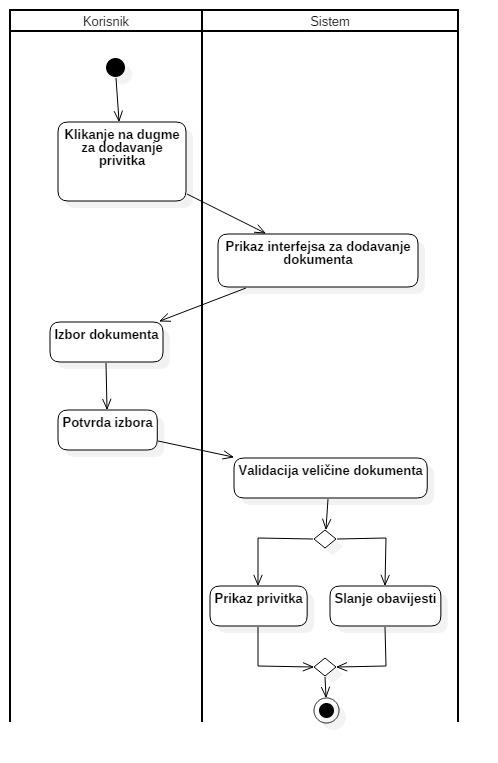 Korisnik
Sistem
Klikanje na dugme
za dodavanje
privitka
Prikaz interfejsa za dodavanje
dokumenta
Izbor dokumenta
Potvrda izbora
Validacija veličine dokumenta
Prikaz privitka
Slanje obavijesti